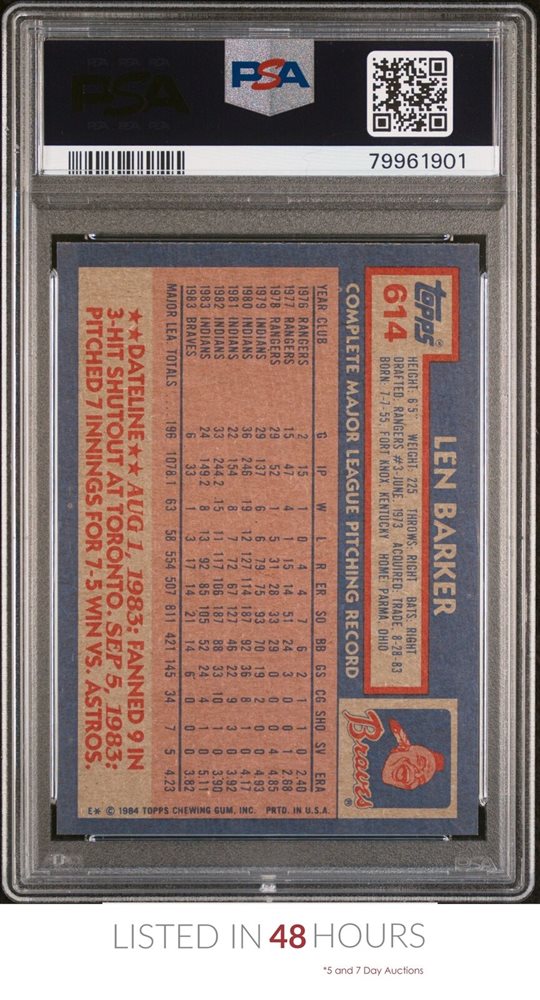 PSA
PSA PSA PSA
PSA
PSA PSA PSA
79961901
topps®
614
LEN BARKER
HEIGHT: 6'5" WEIGHT: 225 THROWS: RIGHT BATS: RIGHT
DRAFTED: RANGERS #3-JUNE, 1973 ACQUIRED: TRADE, 8-28-83
BORN: 7-7-55, FORT KNOX, KENTUCKY HOME: PARMA, OHIO
Braves®
COMPLETE MAJOR LEAGUE PITCHING RECORD
YEAR CLUB G IP W L R ER SO BB GS CG SHO SV ERA
1976 RANGERS 2 15 1 0 4 4 7 6 2 1 1 0 2.40
1977 RANGERS 15 47 4 1 15 14 51 24 3 0 0 1 2.68
1978 RANGERS 29 52 1 5 31 28 33 29 0 0 0 4 4.85
1979 INDIANS 29 137 6 6 79 75 93 70 19 2 0 0 4.93
1980 INDIANS 36 246 19 12 127 114 187 92 36 8 1 0 4.17
1981 INDIANS 22 154 8 7 72 67 127 46 22 9 3 0 3.92
1982 INDIANS 33 244.2 15 11 117 106 187 88 33 10 1 0 3.90
1983 INDIANS 24 149.2 8 13 92 85 105 52 24 4 1 0 5.11
1983 BRAVES 6 33 1 3 17 14 21 14 6 0 0 0 3.82
MAJOR LEA. TOTALS 196 1078.1 63 58 554 507 811 421 145 34 7 5 4.23
★★DATELINE★★ AUG 1, 1983: FANNED 9 IN
3-HIT SHUTOUT AT TORONTO. SEP 5, 1983:
PITCHED 7 INNINGS FOR 7-5 WIN VS. ASTROS.
E* © 1984 TOPPS CHEWING GUM, INC. PRTD. IN U.S.A.
PSA
LISTED IN 48 HOURS
*5 and 7 Day Auctions